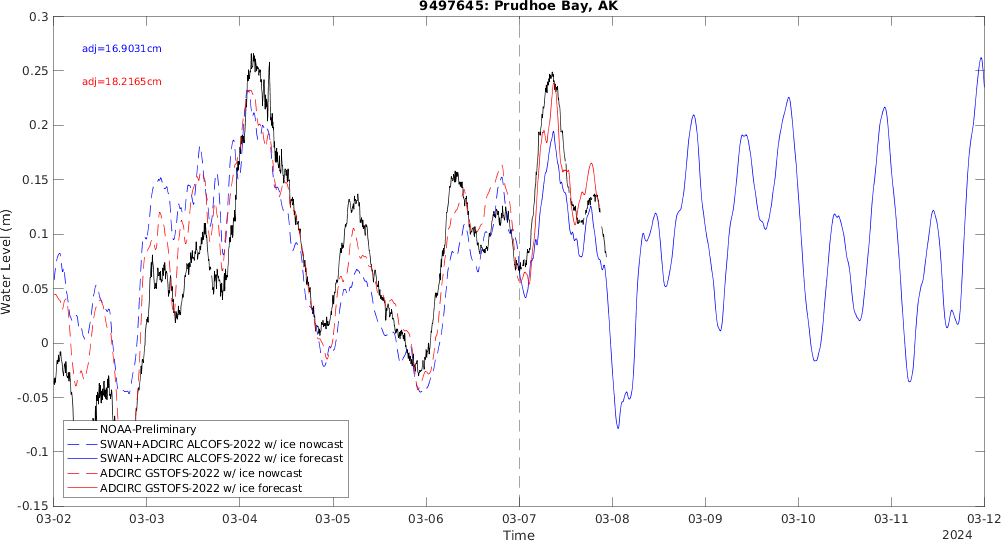 9497645: Prudhoe Bay, AK
0.3
0.25
0.2
0.15
0.1
0.05
0
-0.05
-0.1
-0.15
Water Level (m)
adj=16.9031cm
adj=18.2165cm
NOAA-Preliminary
SWAN+ADCIRC ALCOFS-2022 w/ ice nowcast
SWAN+ADCIRC ALCOFS-2022 w/ ice forecast
ADCIRC GSTOFS-2022 w/ ice nowcast
ADCIRC GSTOFS-2022 w/ ice forecast
03-02 03-03 03-04 03-05 03-06 03-07 03-08 03-09 03-10 03-11 03-12
Time
2024